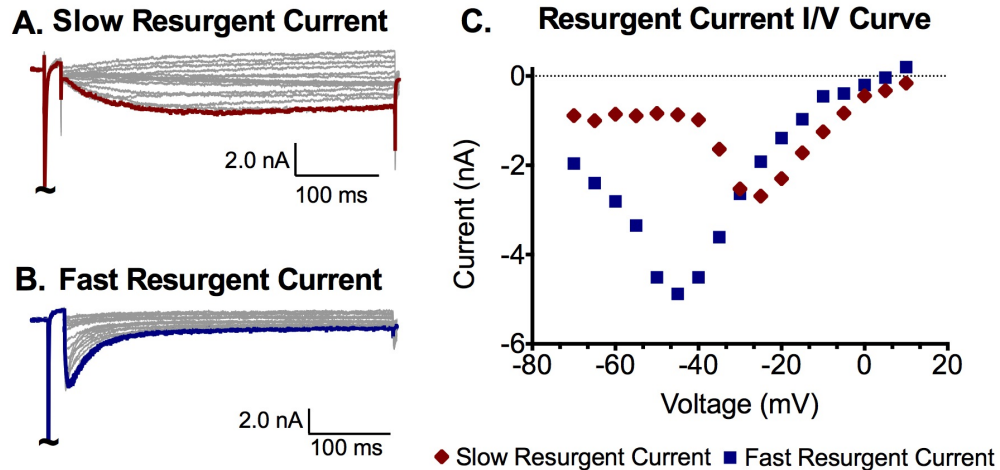 A. Slow Resurgent Current
2.0 nA
100 ms
B. Fast Resurgent Current
2.0 nA
100 ms
C. Resurgent Current I/V Curve
0
-2
-4
-6
Current (nA)
-80 -60 -40 -20 0 20
Voltage (mV)
Slow Resurgent Current Fast Resurgent Current